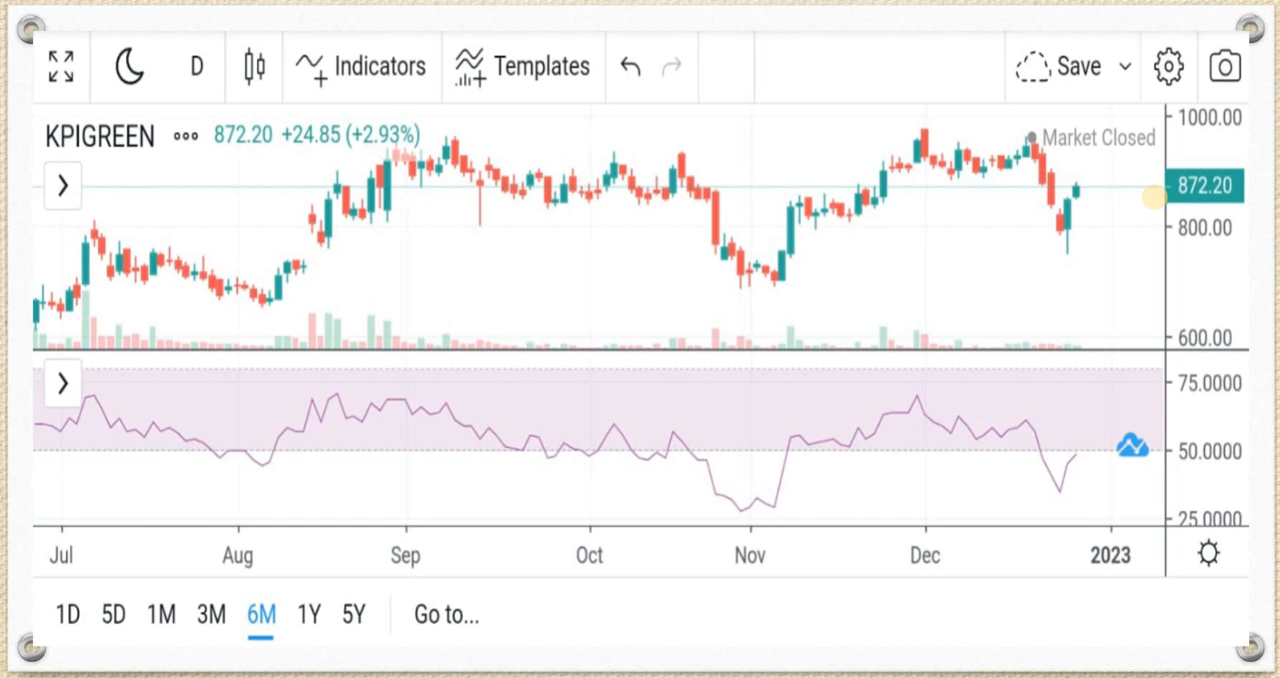 D Indicators Templates Save
KPIGREEN 872.20 +24.85 (+2.93%)
Market Closed
1000.00
872.20
800.00
600.00
75.0000
50.0000
25.0000
Jul Aug Sep Oct Nov Dec 2023
1D 5D 1M 3M 6M 1Y 5Y Go to...